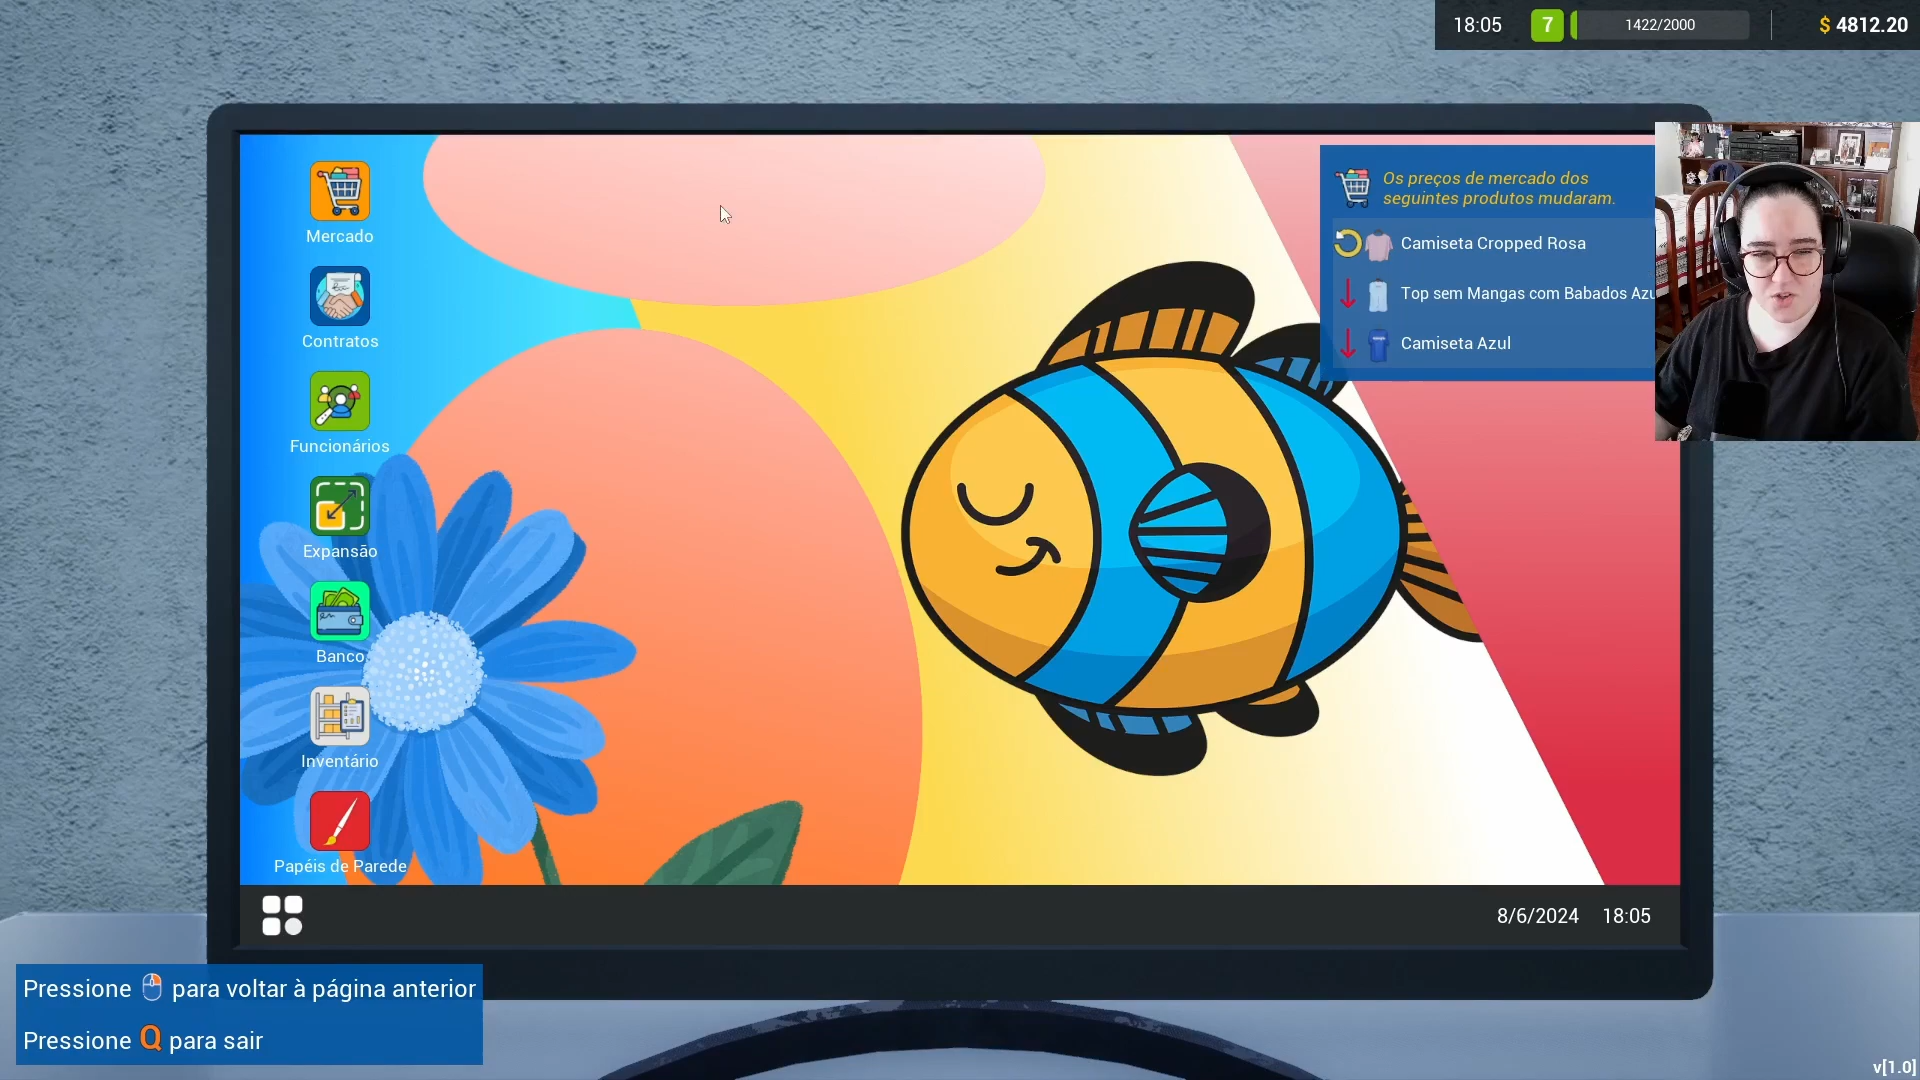 18:05 7 1422/2000 $ 4812.20
Mercado
Contratos
Funcionários
Expansão
Banco
Inventário
Papéis de Parede
Os preços de mercado dos
seguintes produtos mudaram.
Camiseta Cropped Rosa
Top sem Mangas com Babados
Camiseta Azul
8/6/2024 18:05
Pressione para voltar à página anterior
Pressione Q para sair
v[1.0]